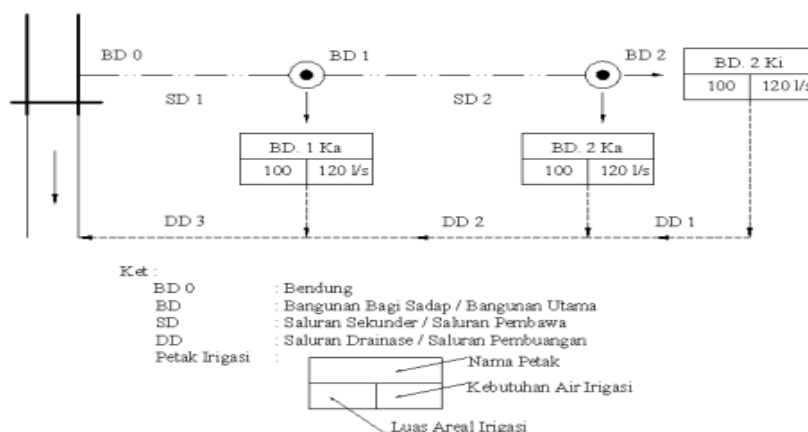 BD 0
BD 1
BD 2
BD. 2 Ki
100 120 l/s
SD 1
SD 2
BD. 1 Ka
100 120 l/s
BD. 2 Ka
100 120 l/s
DD 3
DD 2
DD 1
Ket :
BD 0 : Bendung
BD : Bangunan Bagi Sadap / Bangunan Utama
SD : Saluran Sekunder / Saluran Pembawa
DD : Saluran Drainase / Saluran Pembuangan
Petak Irigasi :
Nama Petak
Kebutuhan Air Irigasi
Luas Areal Irigasi